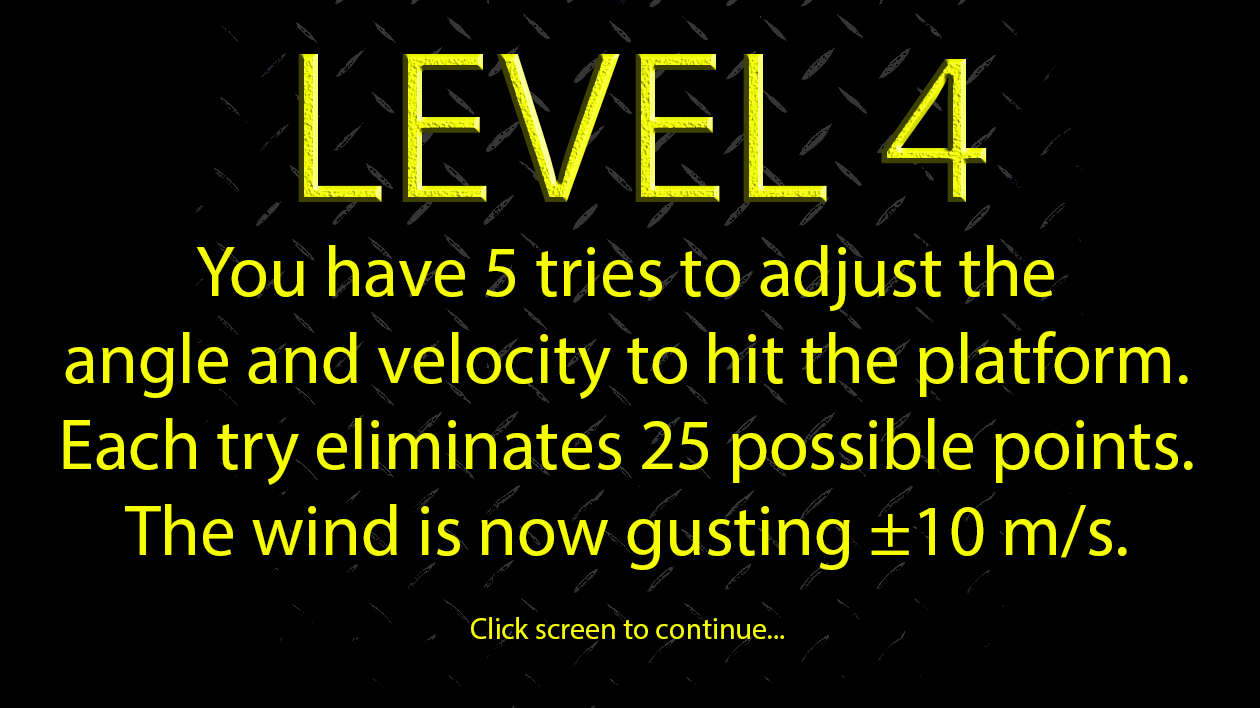 LEVEL 4
You have 5 tries to adjust the
angle and velocity to hit the platform.
Each try eliminates 25 possible points.
The wind is now gusting ±10 m/s.
Click screen to continue...